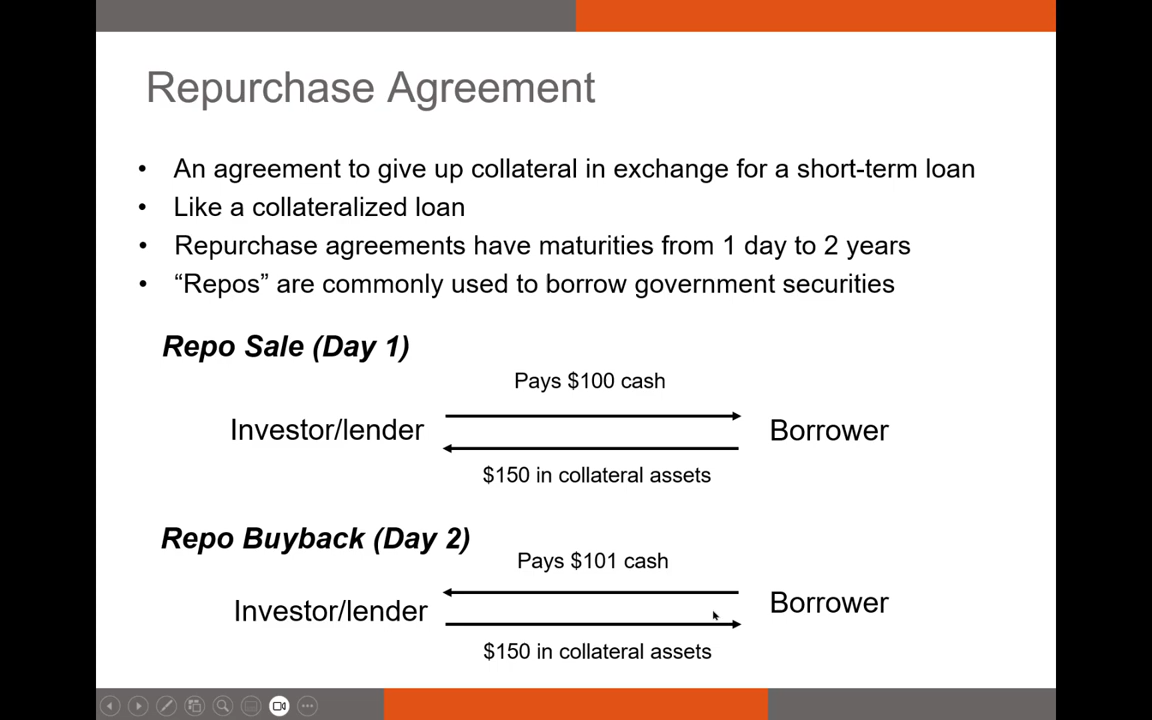 Repurchase Agreement
• An agreement to give up collateral in exchange for a short-term loan
• Like a collateralized loan
• Repurchase agreements have maturities from 1 day to 2 years
• “Repos” are commonly used to borrow government securities
Repo Sale (Day 1)
Pays $100 cash
Investor/lender Borrower
$150 in collateral assets
Repo Buyback (Day 2)
Pays $101 cash
Investor/lender Borrower
$150 in collateral assets